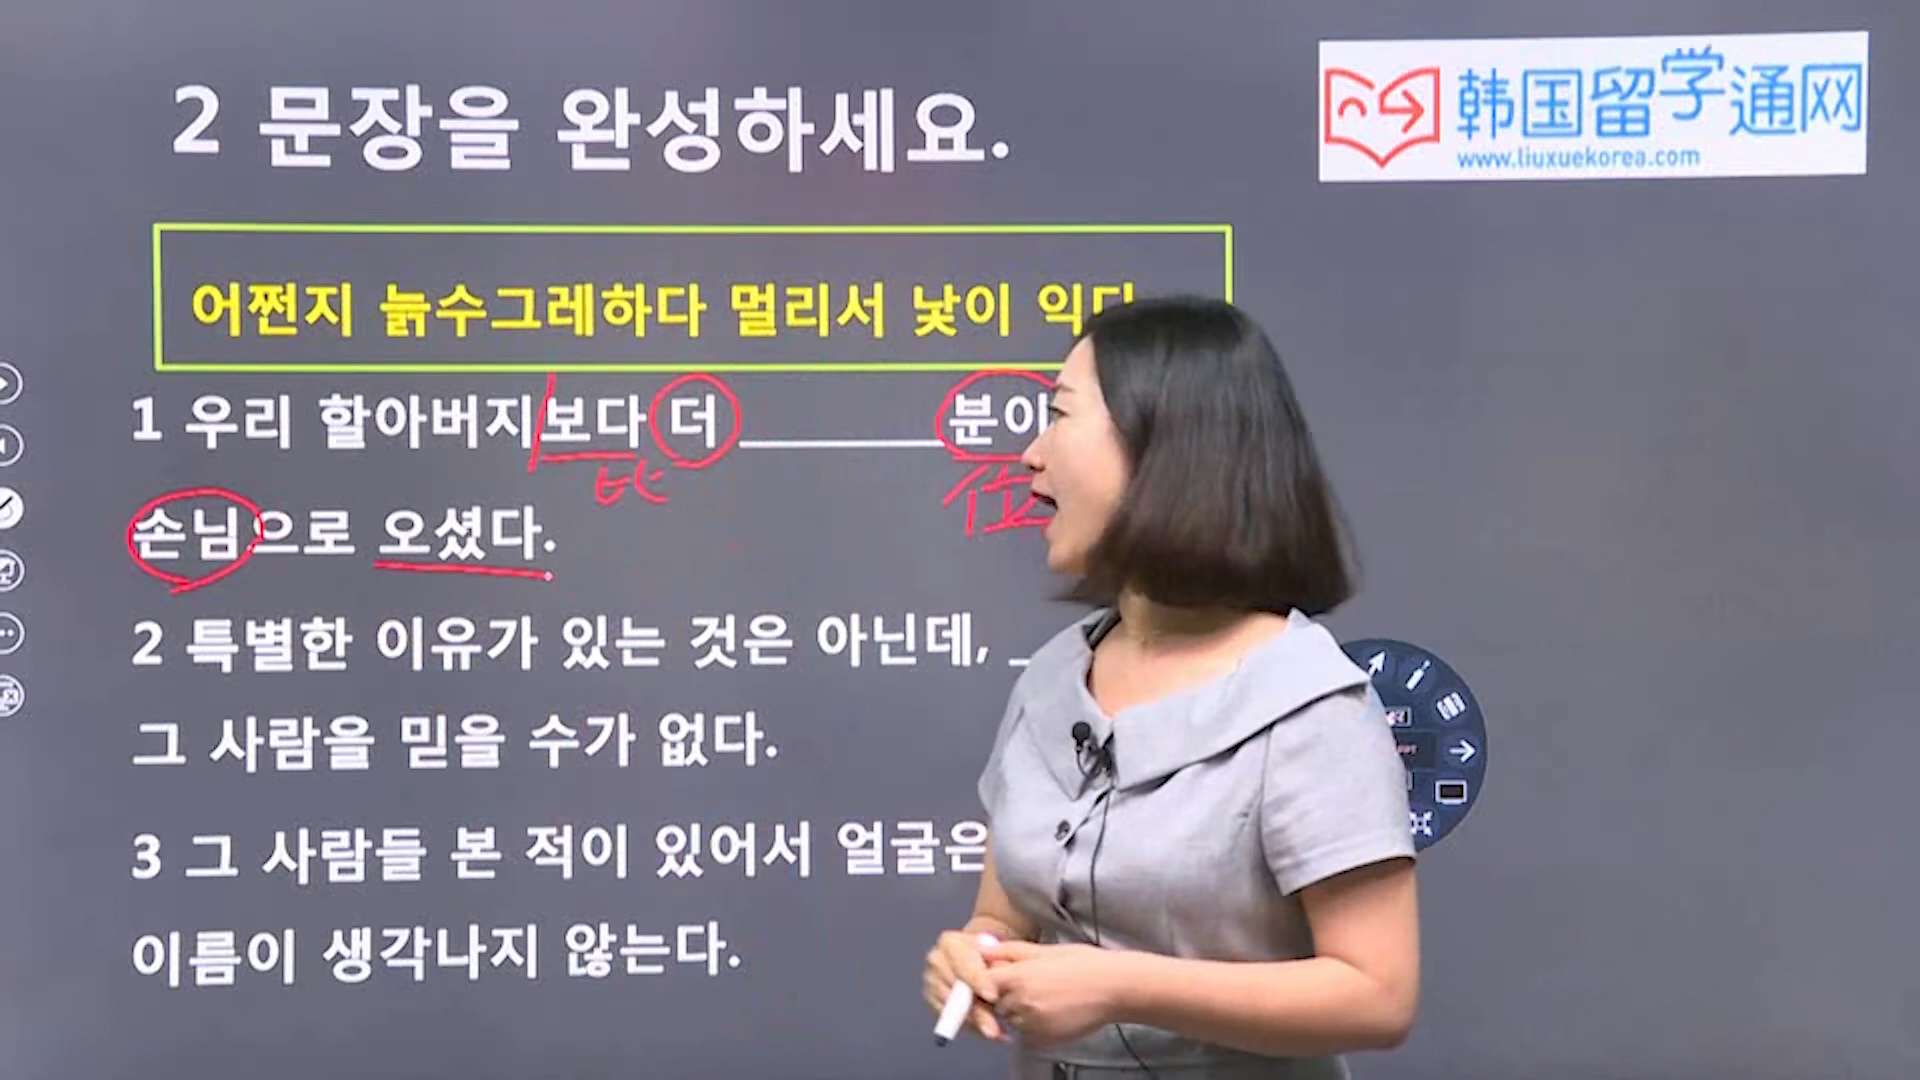 2 문장을 완성하세요.
韩国留学通网
www.liuxuekorea.com
어쩐지 늙수그레하다 멀리서 낯이 익다
1 우리 할아버지보다 더 __________ 분이
比
位
손님으로 오셨다.
2 특별한 이유가 있는 것은 아닌데,
그 사람을 믿을 수가 없다.
3 그 사람들 본 적이 있어서 얼굴은
이름이 생각나지 않는다.